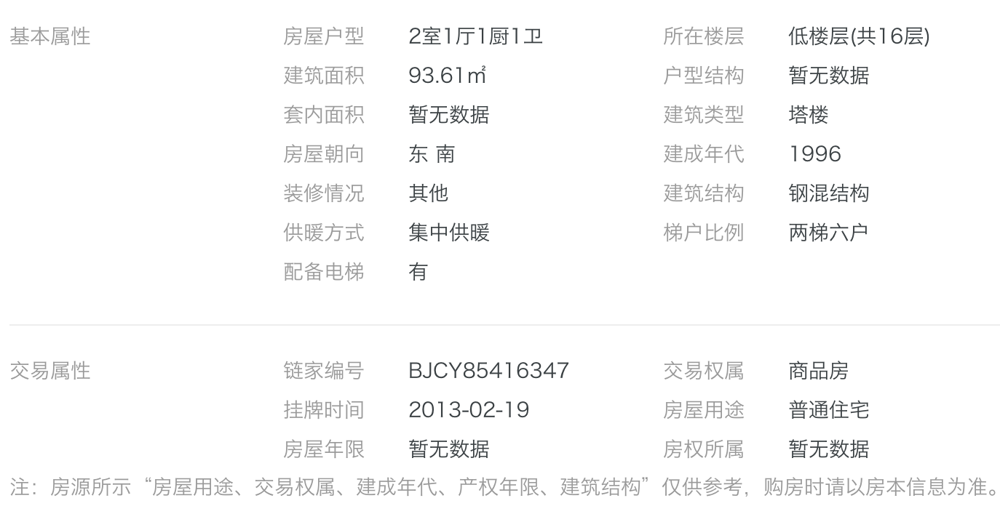 基本属性 房屋户型 2室1厅1厨1卫 所在楼层 低楼层(共16层)
建筑面积 93.61㎡ 户型结构 暂无数据
套内面积 暂无数据 建筑类型 塔楼
房屋朝向 东 南 建成年代 1996
装修情况 其他 建筑结构 钢混结构
供暖方式 集中供暖 梯户比例 两梯六户
配备电梯 有
交易属性 链家编号 BJCY85416347 交易权属 商品房
挂牌时间 2013-02-19 房屋用途 普通住宅
房屋年限 暂无数据 房权所属 暂无数据
注：房源所示“房屋用途、交易权属、建成年代、产权年限、建筑结构”仅供参考，购房时请以房本信息为准。